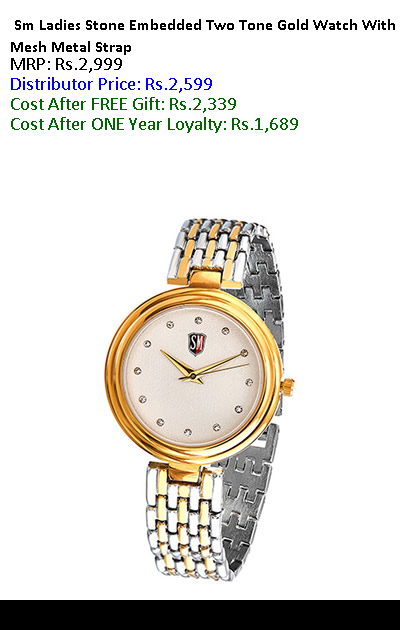 Sm Ladies Stone Embedded Two Tone Gold Watch With
Mesh Metal Strap
MRP: Rs.2,999
Distributor Price: Rs.2,599
Cost After FREE Gift: Rs.2,339
Cost After ONE Year Loyalty: Rs.1,689
SM